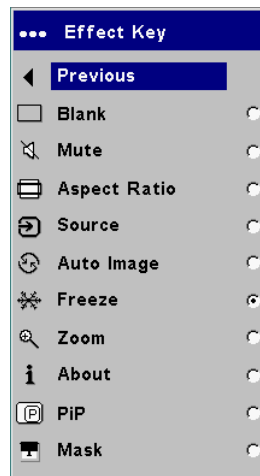 Effect Key
Previous
Blank
Mute
Aspect Ratio
Source
Auto Image
Freeze
Zoom
About
PiP
Mask